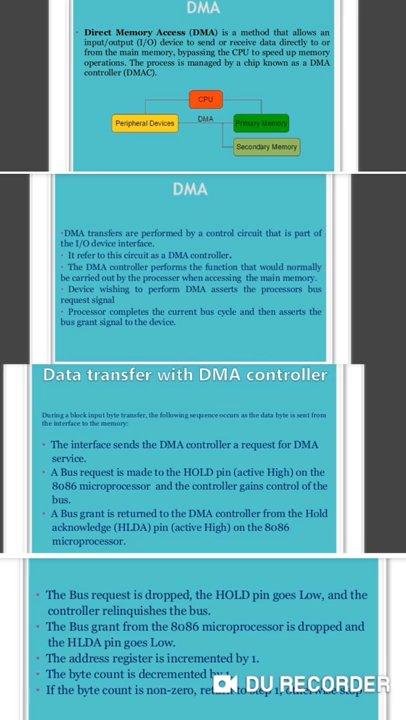 DMA
• Direct Memory Access (DMA) is a method that allows an
input/output (I/O) device to send or receive data directly to or
from the main memory, bypassing the CPU to speed up memory
operations. The process is managed by a chip known as a DMA
controller (DMAC).
CPU
Peripheral Devices
DMA
Primary Memory
Secondary Memory
DMA
•DMA transfers are performed by a control circuit that is part of
the I/O device interface.
• It refer to this circuit as a DMA controller.
• The DMA controller performs the function that would normally
be carried out by the processor when accessing the main memory.
• Device wishing to perform DMA asserts the processors bus
request signal
• Processor completes the current bus cycle and then asserts the
bus grant signal to the device.
Data transfer with DMA controller
During a block input byte transfer, the following sequence occurs as the data byte is sent from
the interface to the memory:
• The interface sends the DMA controller a request for DMA
service.
• A Bus request is made to the HOLD pin (active High) on the
8086 microprocessor and the controller gains control of the
bus.
• A Bus grant is returned to the DMA controller from the Hold
acknowledge (HLDA) pin (active High) on the 8086
microprocessor.
• The Bus request is dropped, the HOLD pin goes Low, and the
controller relinquishes the bus.
• The Bus grant from the 8086 microprocessor is dropped and
the HLDA pin goes Low.
• The address register is incremented by 1.
• The byte count is decremented by 1.
• If the byte count is non-zero, return to step 1, otherwise stop
DU RECORDER